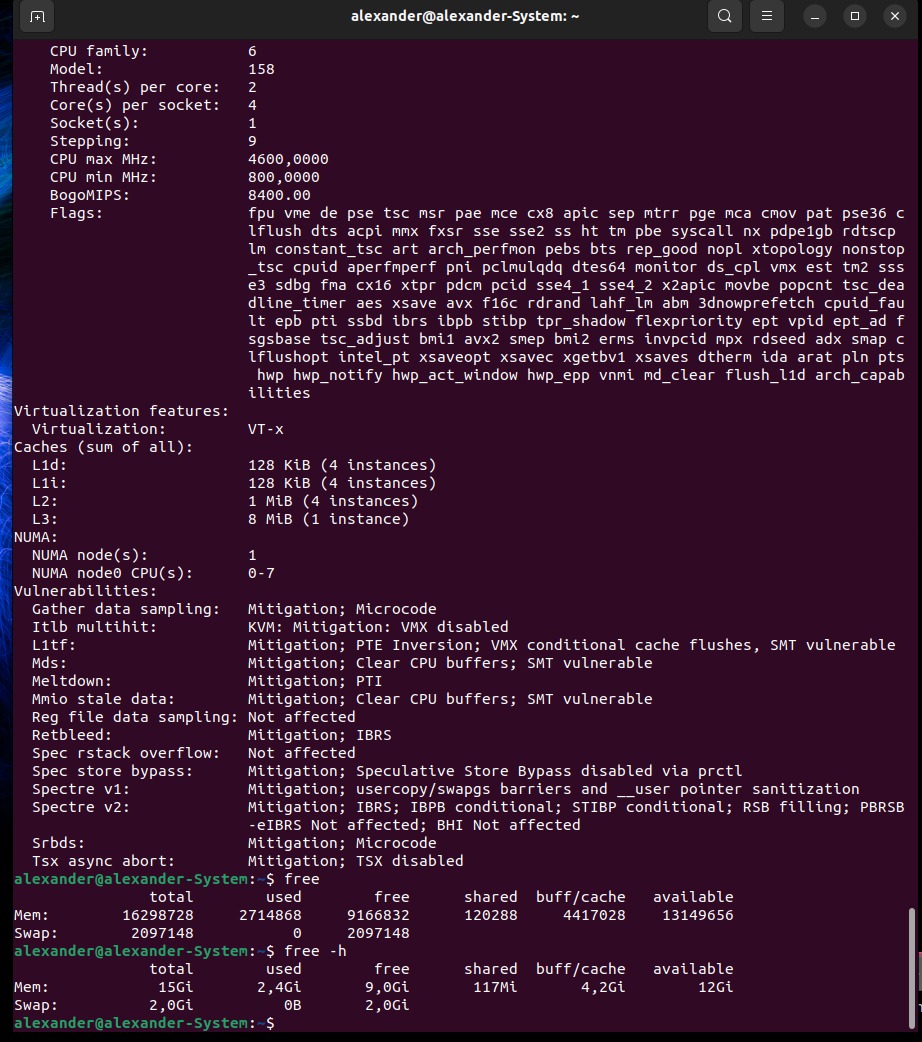 alexander@alexander-System: ~
CPU family: 6
Model: 158
Thread(s) per core: 2
Core(s) per socket: 4
Socket(s): 1
Stepping: 9
CPU max MHz: 4600,0000
CPU min MHz: 800,0000
BogoMIPS: 8400.00
Flags: fpu vme de pse tsc msr pae mce cx8 apic sep mtrr pge mca cmov pat pse36 c
lflush dts acpi mmx fxsr sse sse2 ss ht tm pbe syscall nx pdpe1gb rdtscp
lm constant_tsc art arch_perfmon pebs bts rep_good nopl xtopology nonstop
_tsc cpuid aperfmperf pni pclmulqdq dtes64 monitor ds_cpl vmx est tm2 sss
e3 sdbg fma cx16 xtpr pdcm pcid sse4_1 sse4_2 x2apic movbe popcnt tsc_dea
dline_timer aes xsave avx f16c rdrand lahf_lm abm 3dnowprefetch cpuid_fau
lt epb pti ssbd ibrs ibpb stibp tpr_shadow flexpriority ept vpid ept_ad f
sgsbase tsc_adjust bmi1 avx2 smep bmi2 erms invpcid mpx rdseed adx smap c
lflushopt intel_pt xsaveopt xsavec xgetbv1 xsaves dtherm ida arat pln pts
hwp hwp_notify hwp_act_window hwp_epp vnmi md_clear flush_l1d arch_capab
ilities
Virtualization features:
Virtualization: VT-x
Caches (sum of all):
L1d: 128 KiB (4 instances)
L1i: 128 KiB (4 instances)
L2: 1 MiB (4 instances)
L3: 8 MiB (1 instance)
NUMA:
NUMA node(s): 1
NUMA node0 CPU(s): 0-7
Vulnerabilities:
Gather data sampling: Mitigation; Microcode
Itlb multihit: KVM: Mitigation: VMX disabled
L1tf: Mitigation; PTE Inversion; VMX conditional cache flushes, SMT vulnerable
Mds: Mitigation; Clear CPU buffers; SMT vulnerable
Meltdown: Mitigation; PTI
Mmio stale data: Mitigation; Clear CPU buffers; SMT vulnerable
Reg file data sampling: Not affected
Retbleed: Mitigation; IBRS
Spec rstack overflow: Not affected
Spec store bypass: Mitigation; Speculative Store Bypass disabled via prctl
Spectre v1: Mitigation; usercopy/swapgs barriers and __user pointer sanitization
Spectre v2: Mitigation; IBRS; IBPB conditional; STIBP conditional; RSB filling; PBRSB
-eIBRS Not affected; BHI Not affected
Srbds: Mitigation; Microcode
Tsx async abort: Mitigation; TSX disabled
alexander@alexander-System:~$ free
total used free shared buff/cache available
Mem: 16298728 2714868 9166832 120288 4417028 13149656
Swap: 2097148 0 2097148
alexander@alexander-System:~$ free -h
total used free shared buff/cache available
Mem: 15Gi 2,4Gi 9,0Gi 117Mi 4,2Gi 12Gi
Swap: 2,0Gi 0B 2,0Gi
alexander@alexander-System:~$